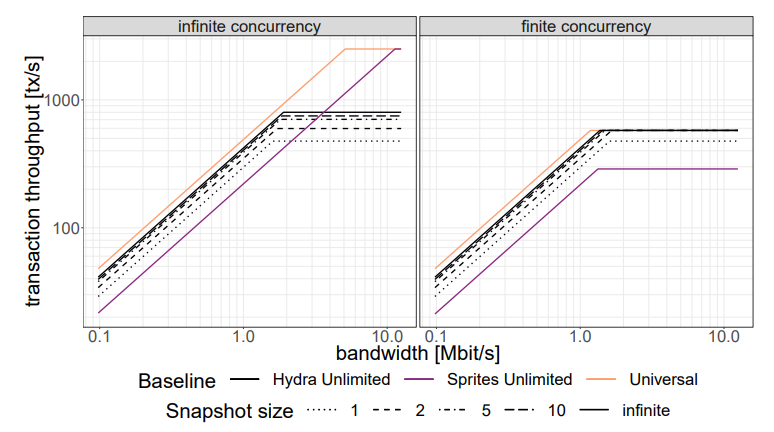 infinite concurrency
finite concurrency
transaction throughput [tx/s]
1000
100
0.1
1.0
10.0
0.1
1.0
10.0
bandwidth [Mbit/s]
Baseline
Hydra Unlimited
Sprites Unlimited
Universal
Snapshot size
1
2
5
10
infinite